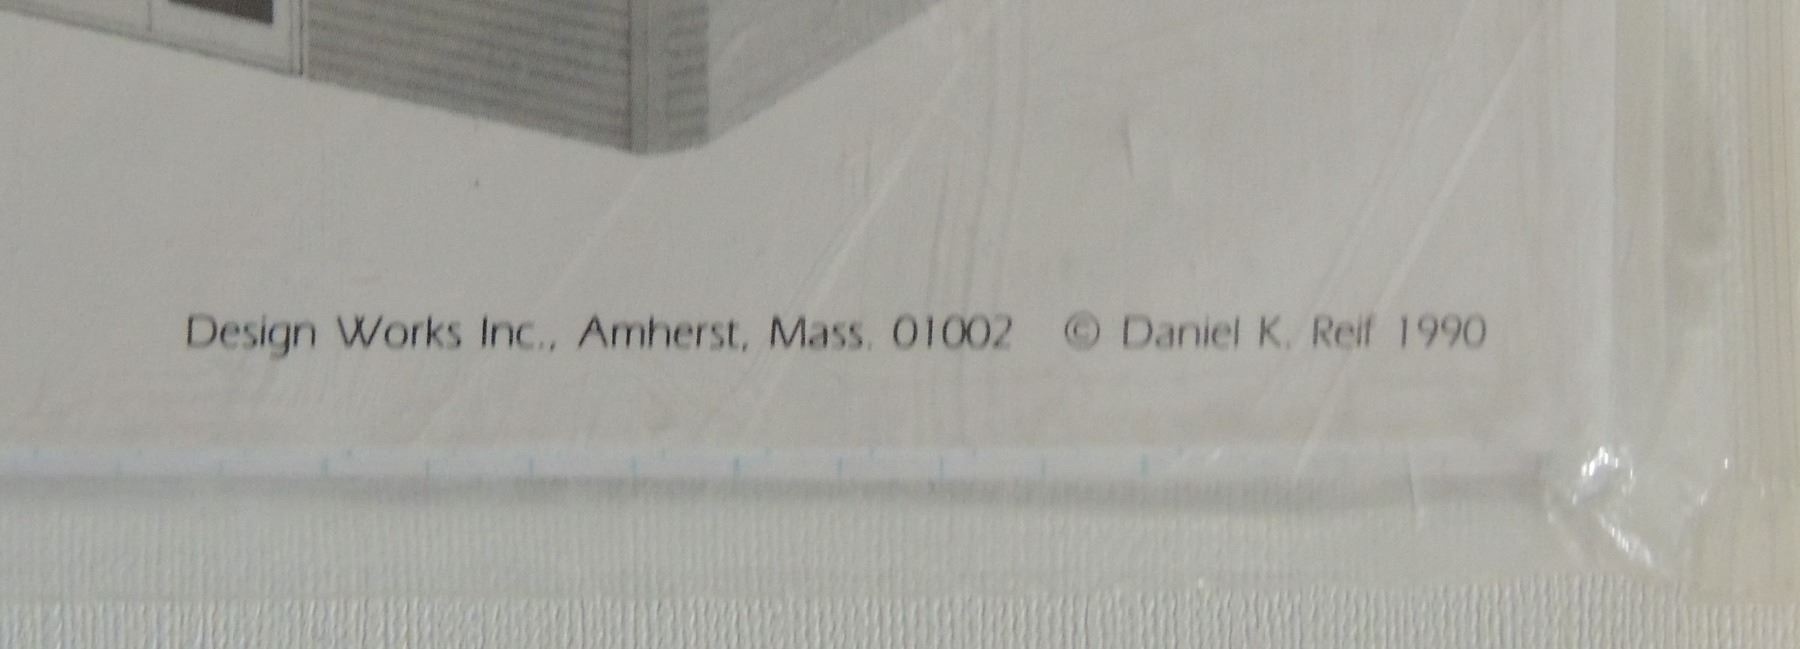 Design Works Inc., Amherst, Mass. 01002 © Daniel K. Reif 1990